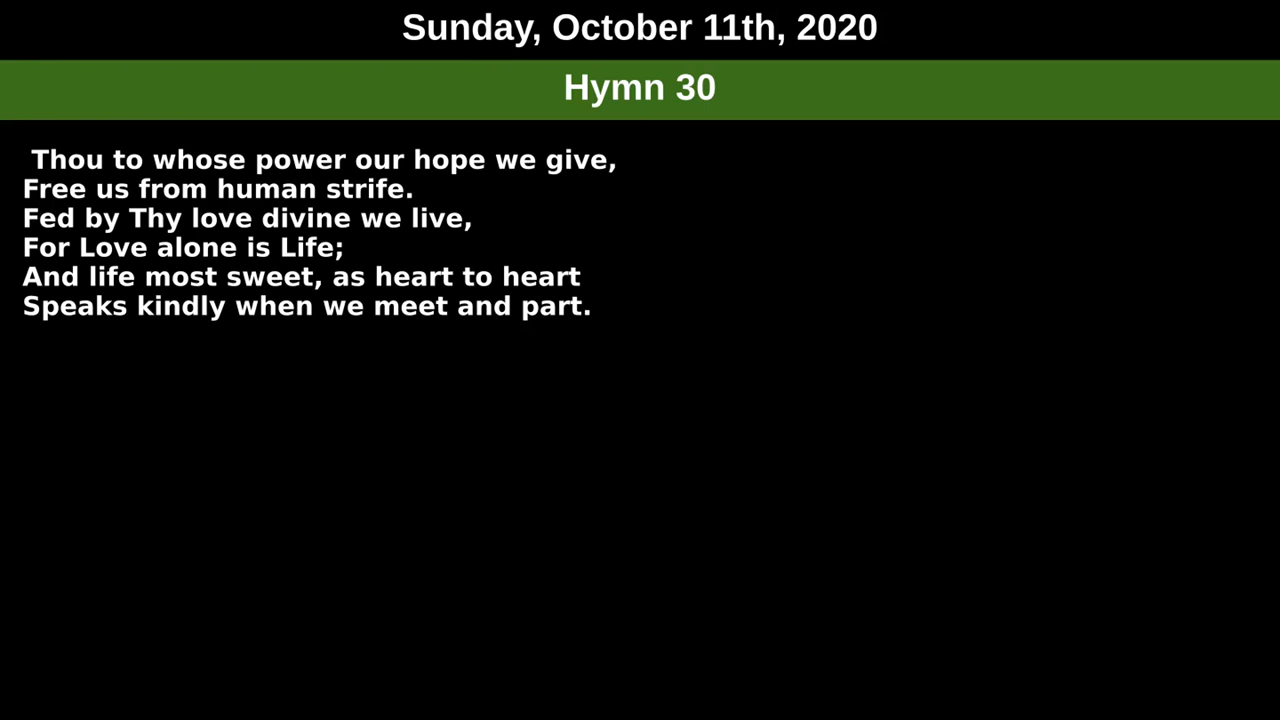 Sunday, October 11th, 2020
Hymn 30
Thou to whose power our hope we give,
Free us from human strife.
Fed by Thy love divine we live,
For Love alone is Life;
And life most sweet, as heart to heart
Speaks kindly when we meet and part.